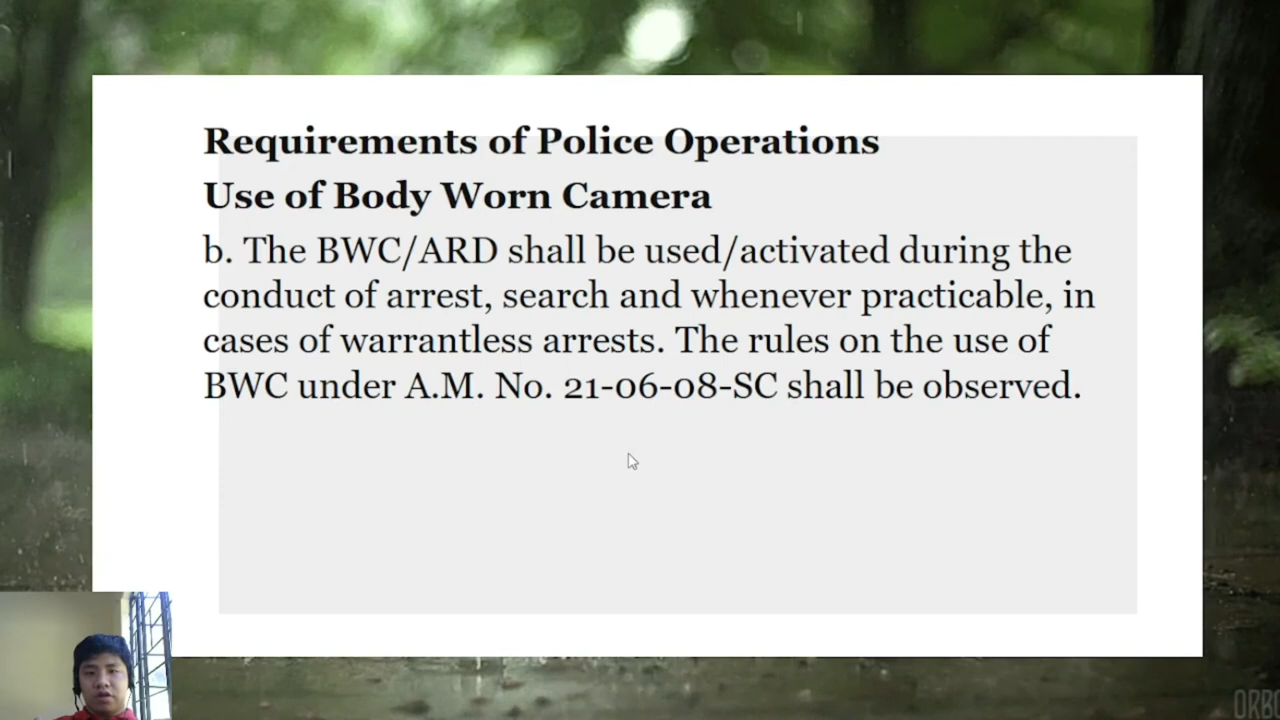 Requirements of Police Operations
Use of Body Worn Camera
b. The BWC/ARD shall be used/activated during the
conduct of arrest, search and whenever practicable, in
cases of warrantless arrests. The rules on the use of
BWC under A.M. No. 21-06-08-SC shall be observed.